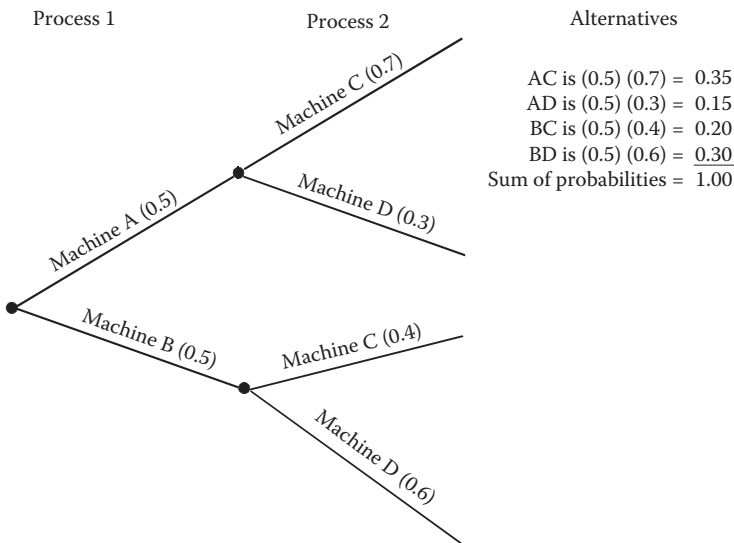 Process 1
Process 2
Alternatives
Machine C (0.7)
AC is (0.5) (0.7) = 0.35
AD is (0.5) (0.3) = 0.15
BC is (0.5) (0.4) = 0.20
BD is (0.5) (0.6) = 0.30
Sum of probabilities = 1.00
Machine A (0.5)
Machine D (0.3)
Machine B (0.5)
Machine C (0.4)
Machine D (0.6)